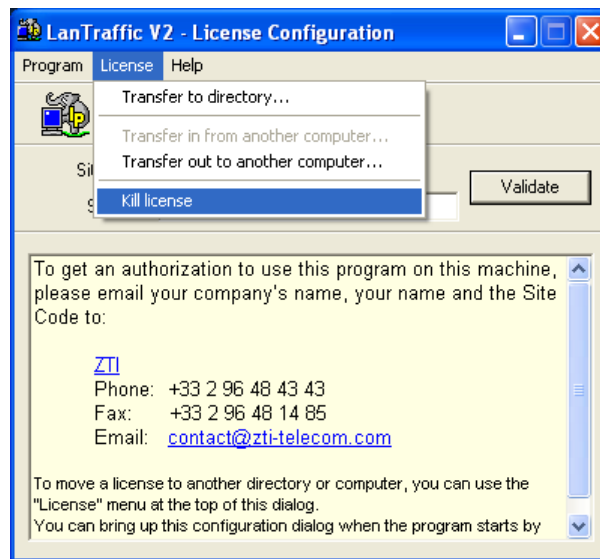 LanTraffic V2 - License Configuration
Program License Help
Transfer to directory...
Transfer in from another computer...
Transfer out to another computer...
Kill license
Validate
To get an authorization to use this program on this machine,
please email your company's name, your name and the Site
Code to:
ZTI
Phone: +33 2 96 48 43 43
Fax: +33 2 96 48 14 85
Email: contact@zti-telecom.com
To move a license to another directory or computer, you can use the
"License" menu at the top of this dialog.
You can bring up this configuration dialog when the program starts by